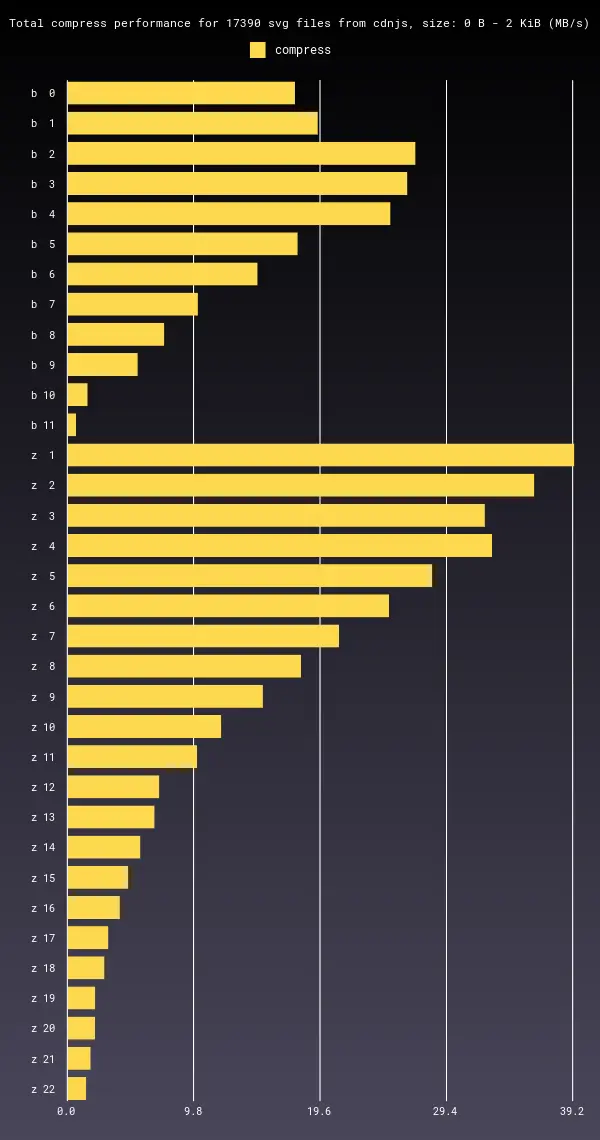 Total compress performance for 17390 svg files from cdnjs, size: 0 B - 2 KiB (MB/s)
compress
b 0
b 1
b 2
b 3
b 4
b 5
b 6
b 7
b 8
b 9
b 10
b 11
z 1
z 2
z 3
z 4
z 5
z 6
z 7
z 8
z 9
z 10
z 11
z 12
z 13
z 14
z 15
z 16
z 17
z 18
z 19
z 20
z 21
z 22
0.0 9.8 19.6 29.4 39.2